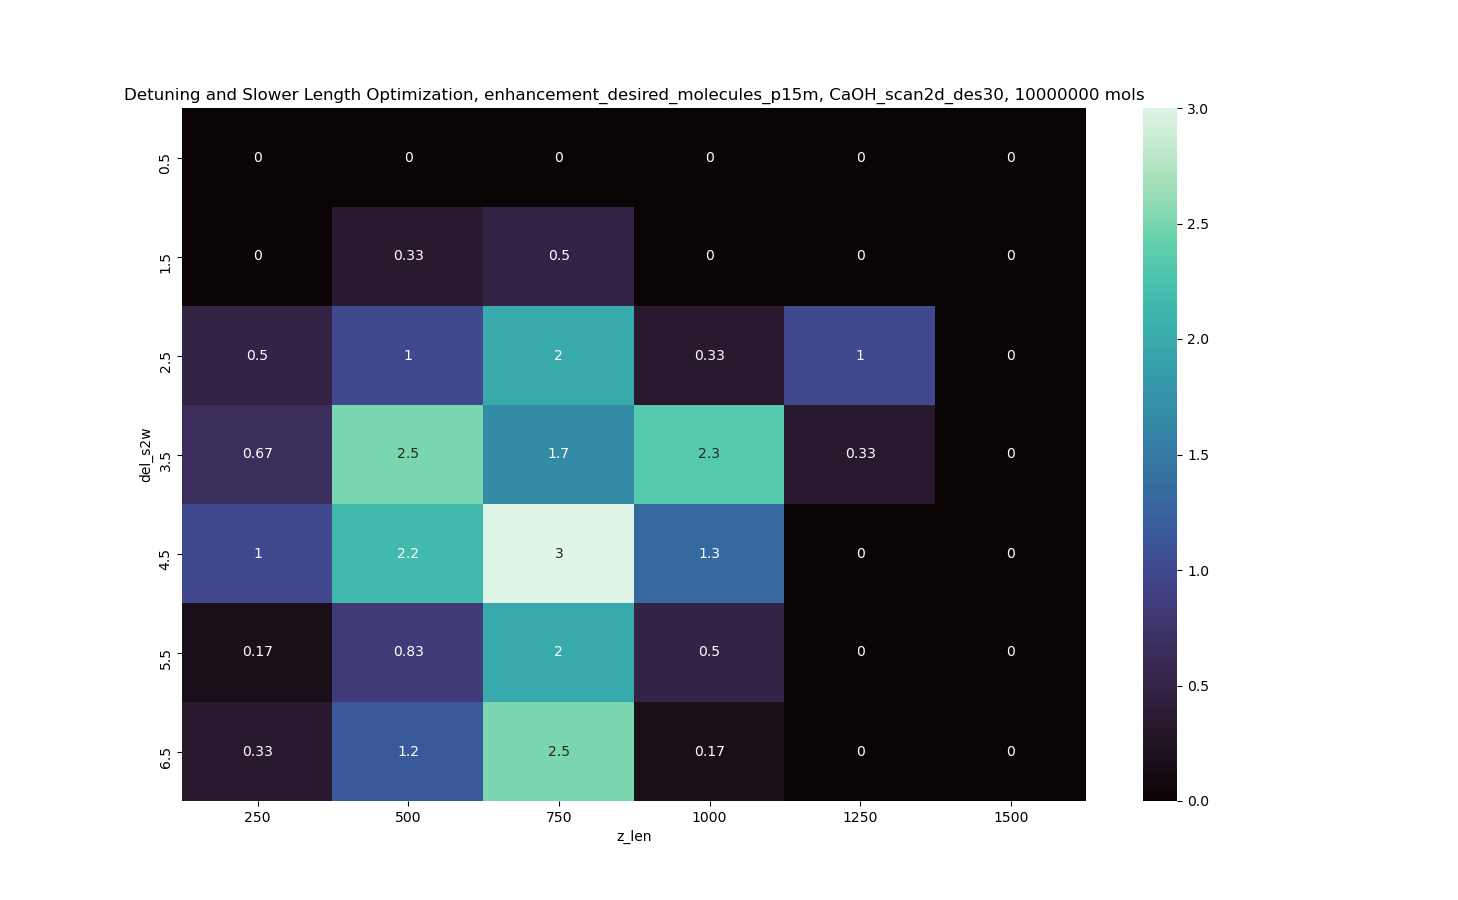 Detuning and Slower Length Optimization, enhancement_desired_molecules_p15m, CaOH_scan2d_des30, 10000000 mols
3.0
2.5
2.0
1.5
1.0
0.5
0.0
del_s2w
0.5 0 0 0 0 0 0
1.5 0 0.33 0.5 0 0 0
2.5 0.5 1 2 0.33 1 0
3.5 0.67 2.5 1.7 2.3 0.33 0
4.5 1 2.2 3 1.3 0 0
5.5 0.17 0.83 2 0.5 0 0
6.5 0.33 1.2 2.5 0.17 0 0
250 500 750 1000 1250 1500
z_len